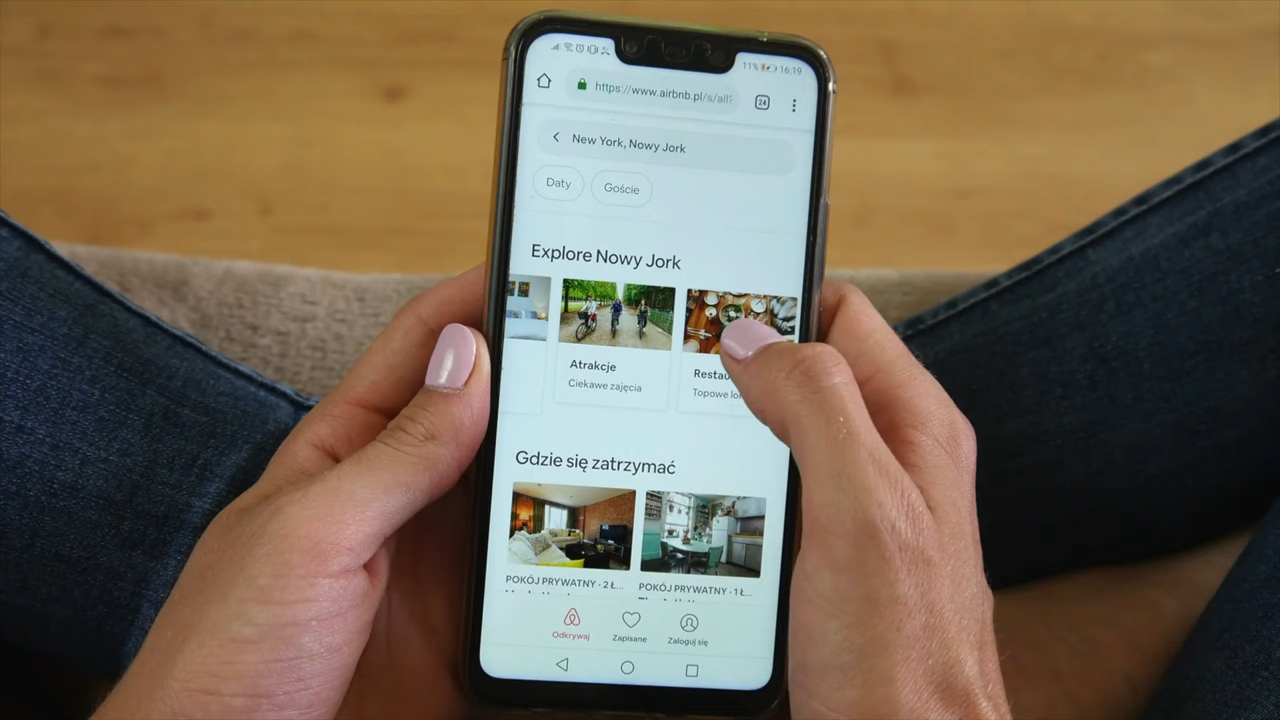 11% 16:19
https://www.airbnb.pl/s/all?
24
New York, Nowy Jork
Daty
Goście
Explore Nowy Jork
Atrakcje
Ciekawe zajęcia
Restau
Topowe lo
Gdzie się zatrzymać
POKÓJ PRYWATNY · 2 Ł...
POKÓJ PRYWATNY · 1 Ł...
Odkrywaj
Zapisane
Zaloguj się